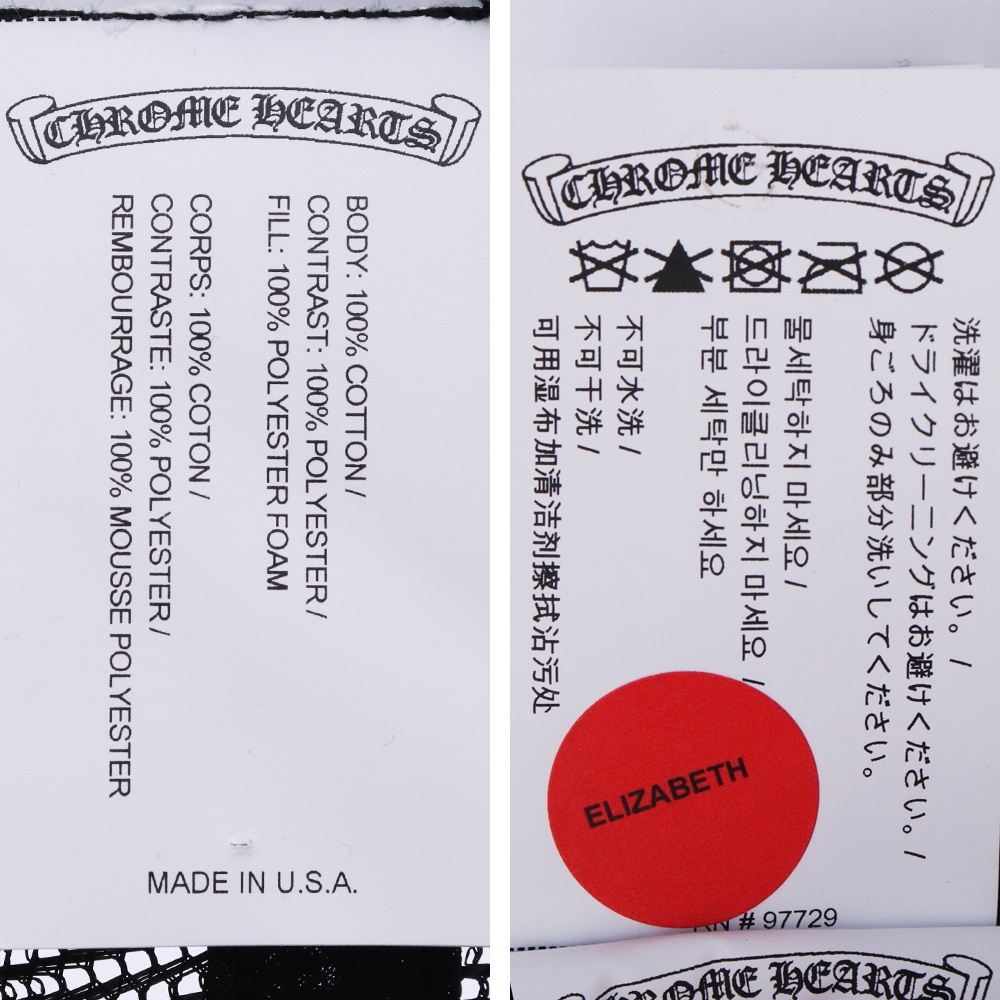 CHROME HEARTS
BODY: 100% COTTON /
CONTRAST: 100% POLYESTER /
FILL: 100% POLYESTER FOAM
CORPS: 100% COTON /
CONTRASTE: 100% POLYESTER /
REMBOURRAGE: 100% MOUSSE POLYESTER
MADE IN U.S.A.
CHROME HEARTS
洗濯はお避けください。 /
ドライクリーニングはお避けください。 /
身ごろのみ部分洗いしてください。
물세탁하지 마세요 /
드라이클리닝하지 마세요 /
부분 세탁만 하세요
不可水洗 /
不可干洗 /
可用湿布加清洁剂擦拭沾污处
ELIZABETH
RN # 97729
CHROME HEARTS